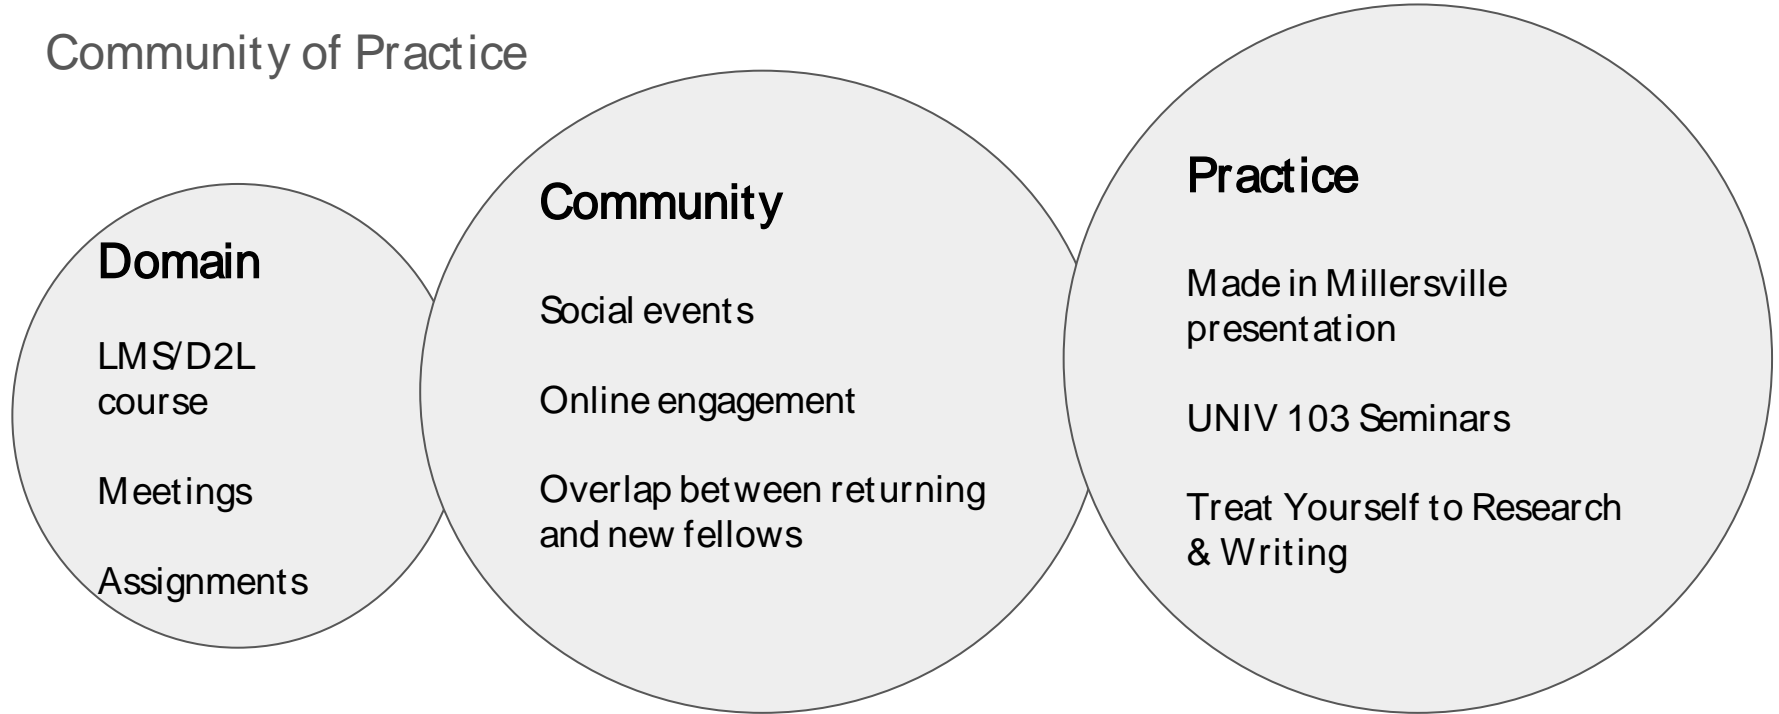 Community of Practice
Domain
LMS/D2L
course
Meetings
Assignments
Community
Social events
Online engagement
Overlap between returning
and new fellows
Practice
Made in Millersville
presentation
UNIV 103 Seminars
Treat Yourself to Research
& Writing